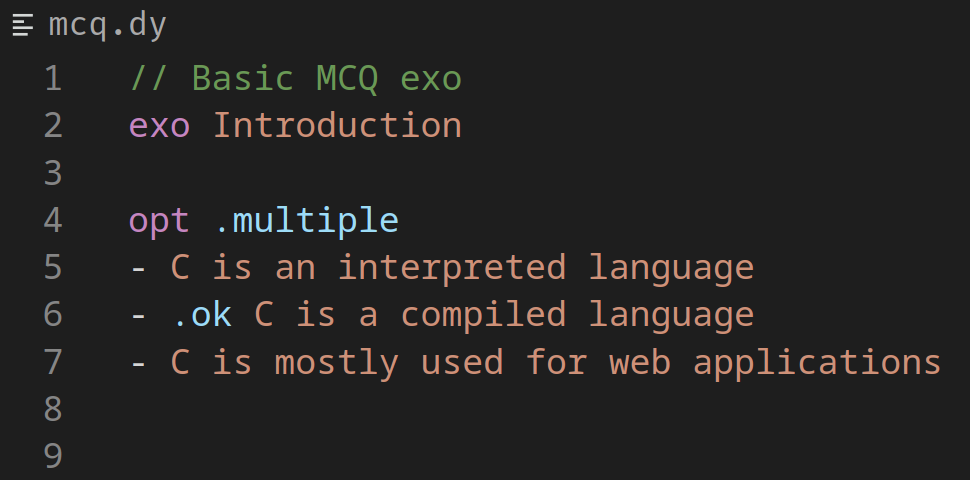 mcq.dy
1 // Basic MCQ exo
2 exo Introduction
3
4 opt .multiple
5 - C is an interpreted language
6 - .ok C is a compiled language
7 - C is mostly used for web applications
8
9